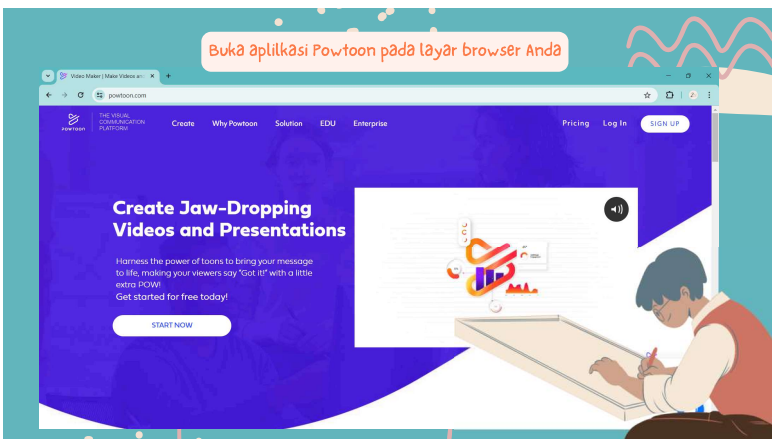 Buka aplilkasi Powtoon pada layar browser Anda
Video Maker | Make Videos and
powtoon.com
POWTOON
THE VISUAL
COMMUNICATION
PLATFORM
Create Why Powtoon Solution EDU Enterprise
Pricing Log In SIGN UP
Create Jaw-Dropping
Videos and Presentations
Harness the power of toons to bring your message
to life, making your viewers say "Got it!" with a little
extra POW!
Get started for free today!
START NOW